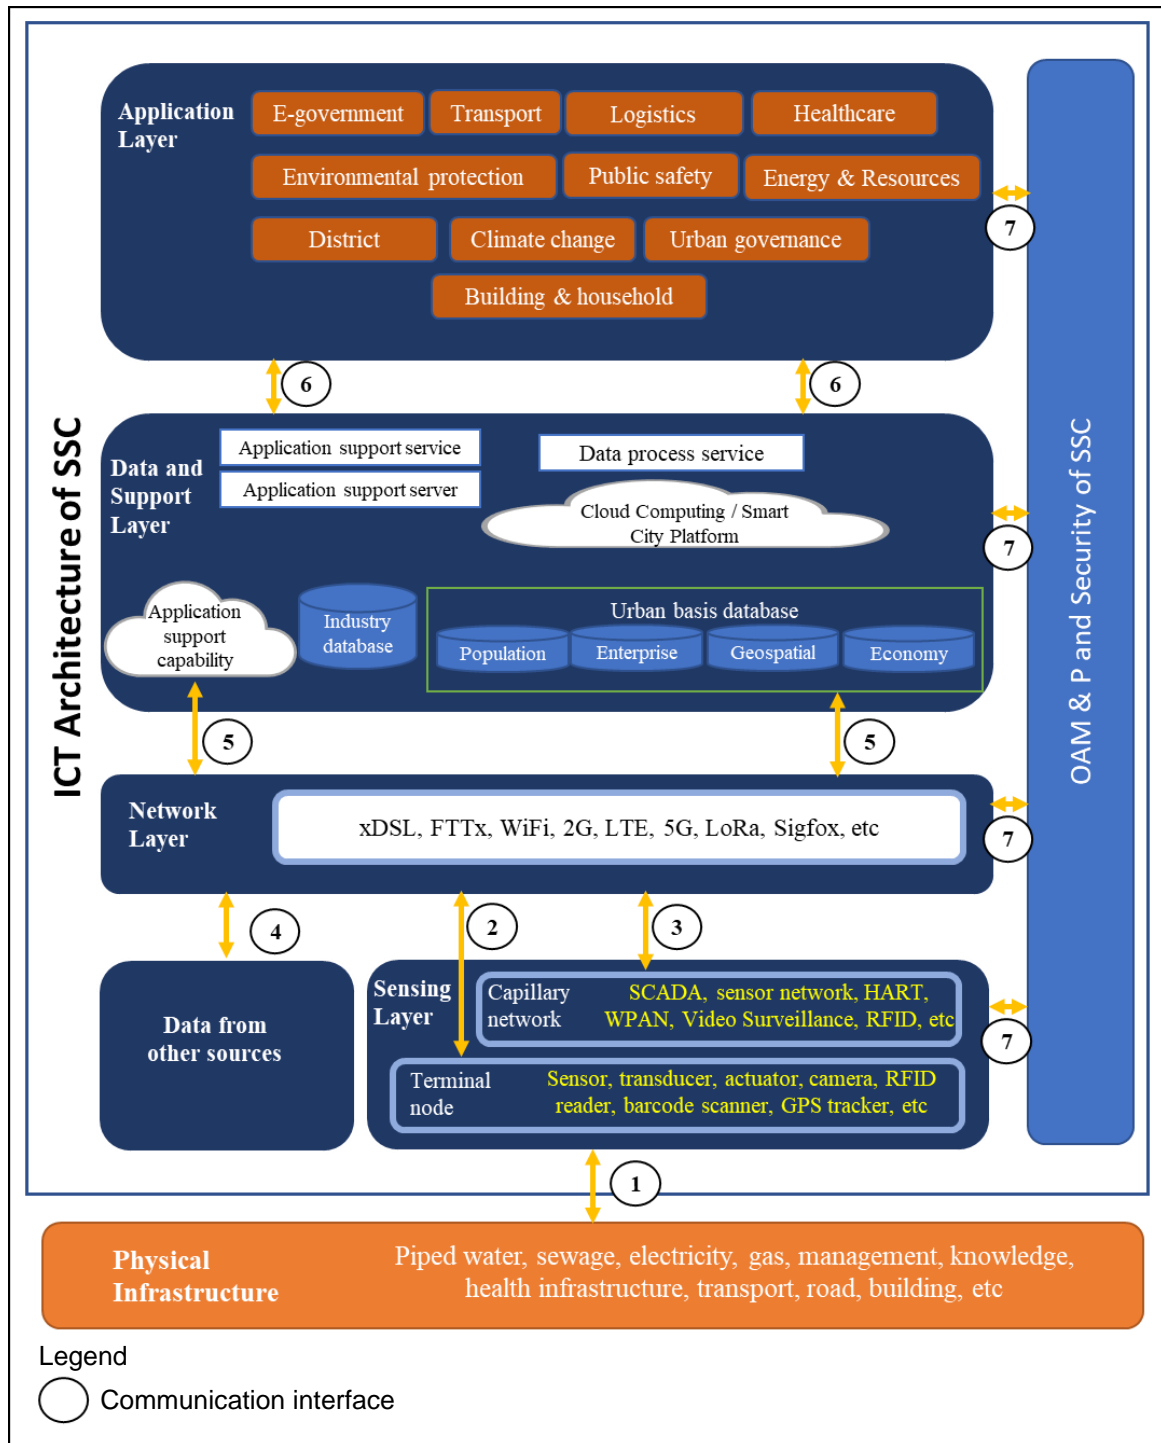 ICT Architecture of SSC
Application
Layer
E-government
Transport
Logistics
Healthcare
Environmental protection
Public safety
Energy & Resources
District
Climate change
Urban governance
Building & household
7
6
6
Data and
Support
Layer
Application support service
Application support server
Data process service
Cloud Computing / Smart
City Platform
Application
support
capability
Industry
database
Urban basis database
Population
Enterprise
Geospatial
Economy
7
5
5
Network
Layer
xDSL, FTTx, WiFi, 2G, LTE, 5G, LoRa, Sigfox, etc
7
4
2
3
Data from
other sources
Sensing
Layer
Capillary
network
SCADA, sensor network, HART,
WPAN, Video Surveillance, RFID, etc
Terminal
node
Sensor, transducer, actuator, camera, RFID
reader, barcode scanner, GPS tracker, etc
7
1
OAM & P and Security of SSC
Physical
Infrastructure
Piped water, sewage, electricity, gas, management, knowledge,
health infrastructure, transport, road, building, etc
Legend
Communication interface